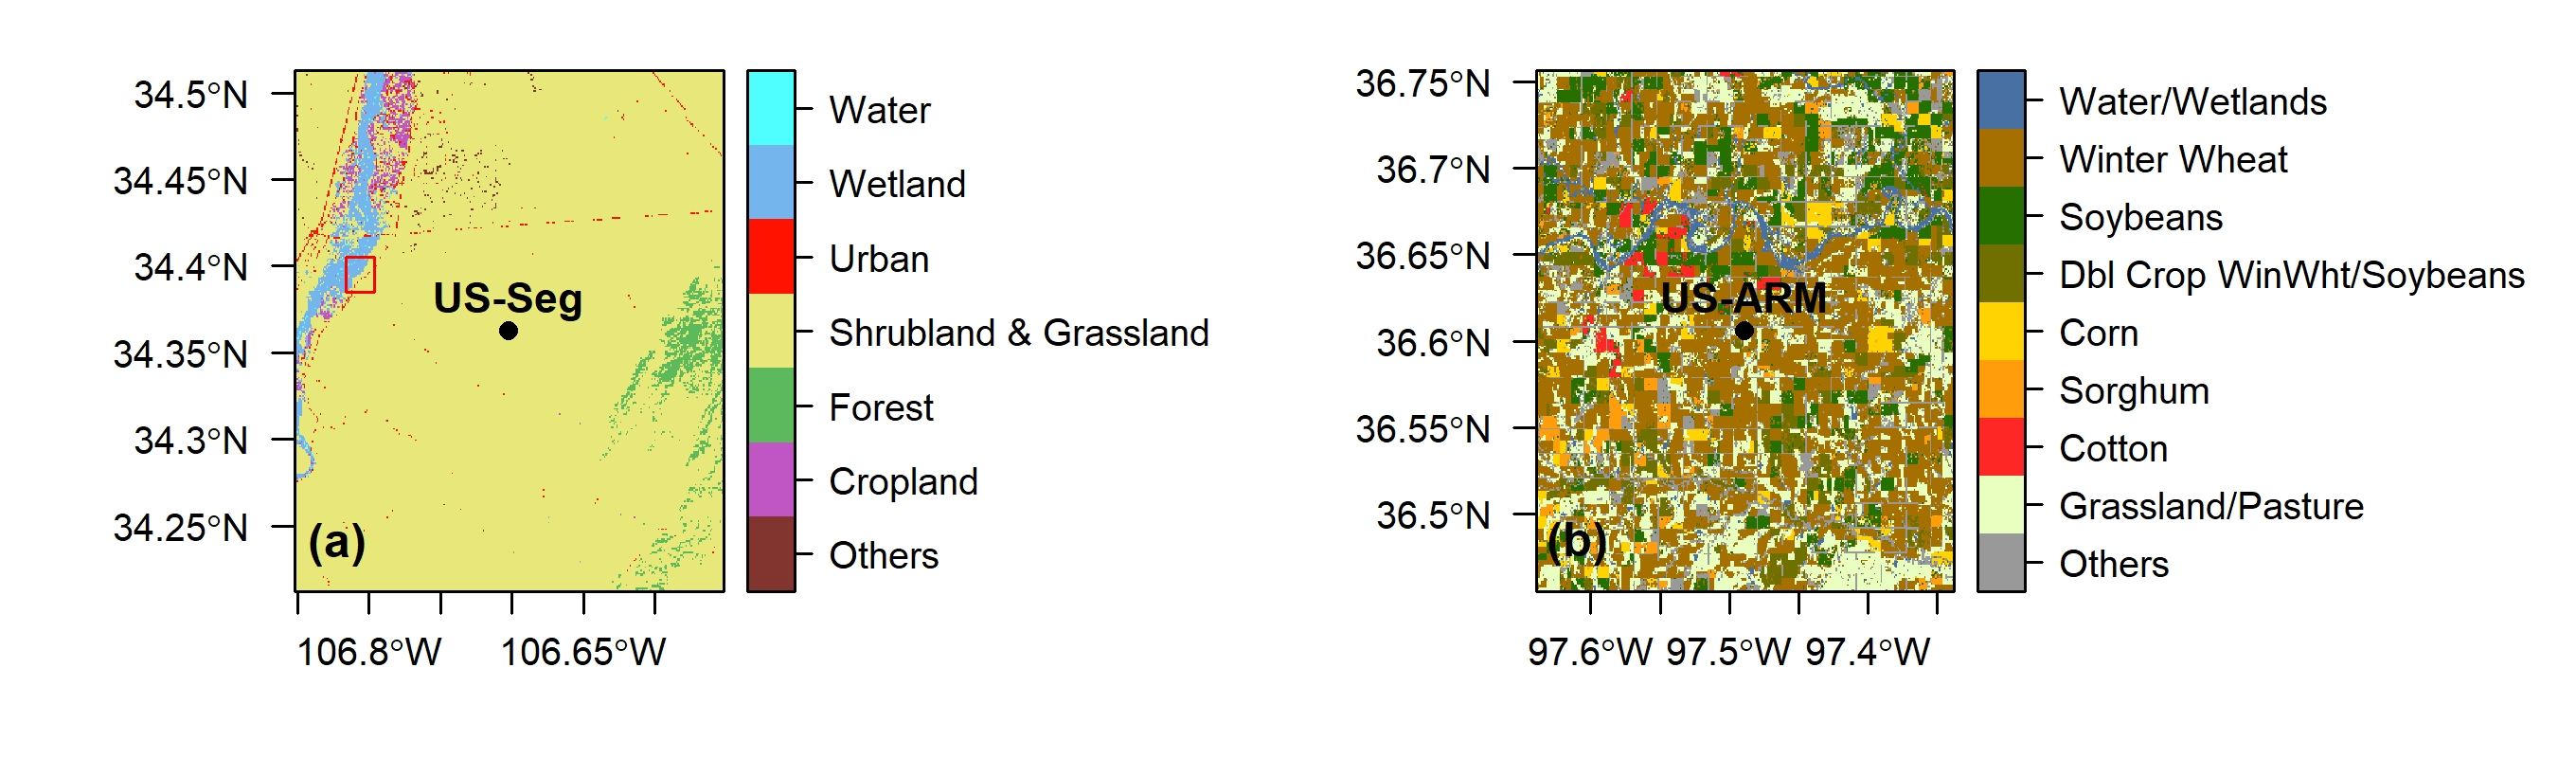 34.5°N
34.45°N
34.4°N
34.35°N
34.3°N
34.25°N
US-Seg
(a)
106.8°W
106.65°W
Water
Wetland
Urban
Shrubland & Grassland
Forest
Cropland
Others
36.75°N
36.7°N
36.65°N
36.6°N
36.55°N
36.5°N
US-ARM
(b)
97.6°W
97.5°W
97.4°W
Water/Wetlands
Winter Wheat
Soybeans
Dbl Crop WinWht/Soybeans
Corn
Sorghum
Cotton
Grassland/Pasture
Others